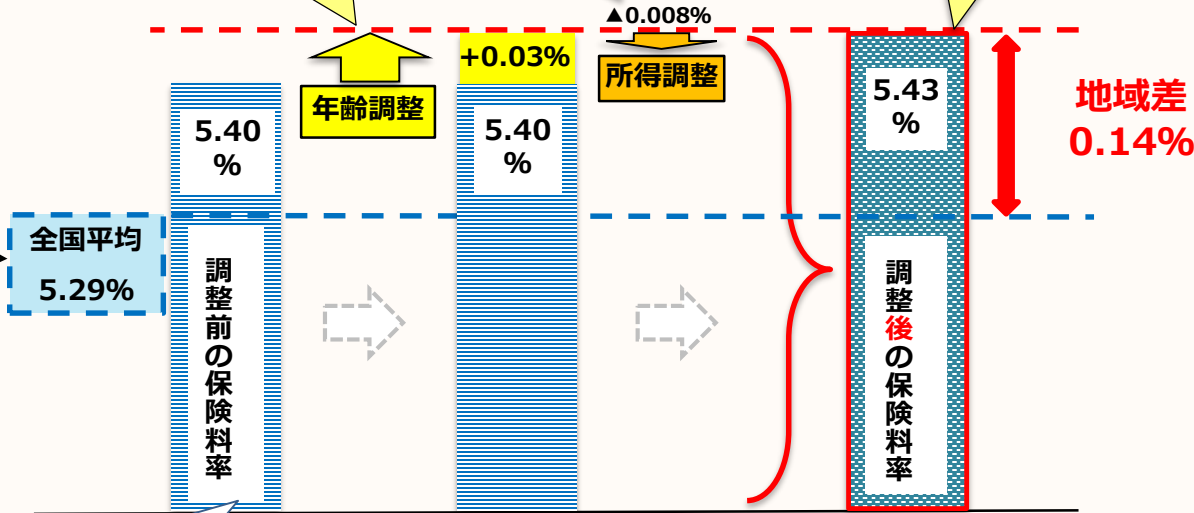 ▲0.008%
+0.03%
年齢調整
所得調整
5.40
%
5.40
%
5.43
%
地域差
0.14%
全国平均
5.29%
調整前の保険料率
調整後の保険料率